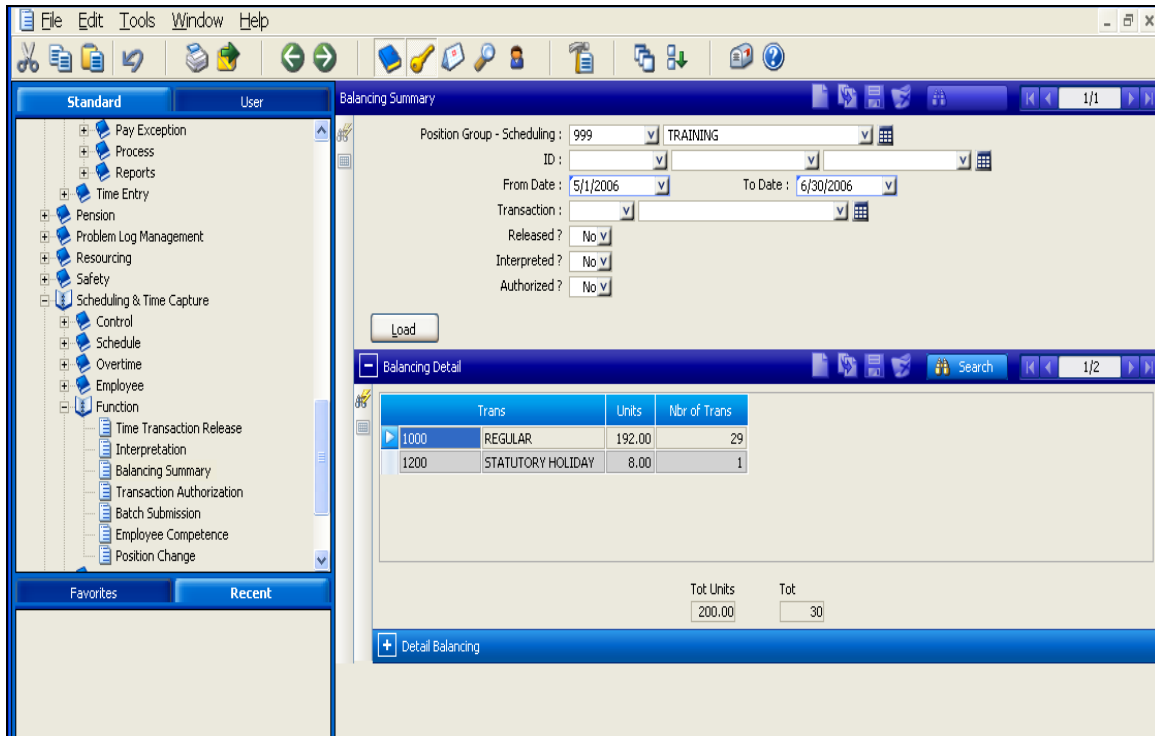 File Edit Tools Window Help
Standard User
Pay Exception
Process
Reports
Time Entry
Pension
Problem Log Management
Resourcing
Safety
Scheduling & Time Capture
Control
Schedule
Overtime
Employee
Function
Time Transaction Release
Interpretation
Balancing Summary
Transaction Authorization
Batch Submission
Employee Competence
Position Change
Favorites Recent
Balancing Summary 1/1
Position Group - Scheduling : 999 TRAINING
ID :
From Date : 5/1/2006 To Date : 6/30/2006
Transaction :
Released ? No
Interpreted ? No
Authorized ? No
Load
Balancing Detail Search 1/2
Trans Units Nbr of Trans
1000 REGULAR 192.00 29
1200 STATUTORY HOLIDAY 8.00 1
Tot Units Tot
200.00 30
Detail Balancing